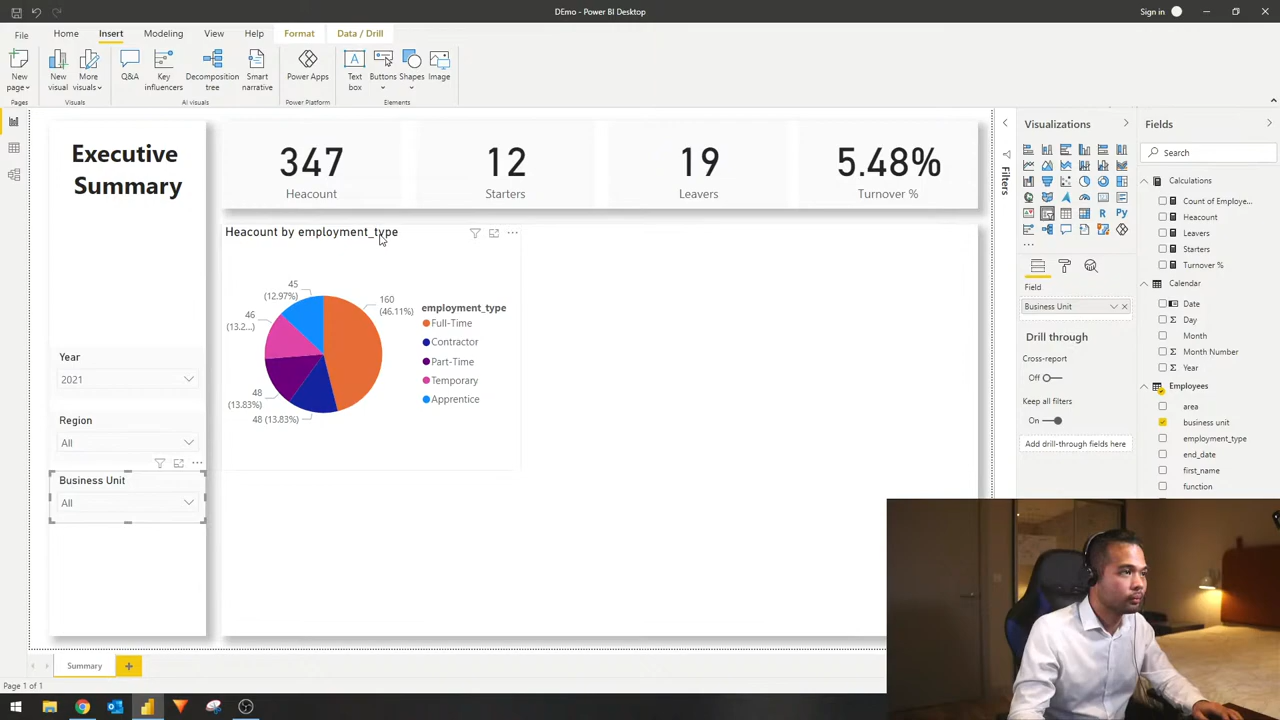 DEmo - Power BI Desktop
Sign in
File
Home
Insert
Modeling
View
Help
Format
Data / Drill
New page
New visual
More visuals
Q&A
Key influencers
Decomposition tree
Smart narrative
Power Apps
Text box
Buttons
Shapes
Image
Pages
Visuals
AI visuals
Power Platform
Elements
Executive
Summary
347
Heacount
12
Starters
19
Leavers
5.48%
Turnover %
Heacount by employment_type
45
(12.97%)
46
(13.2...)
48
(13.83%)
48 (13.83%)
160
(46.11%)
employment_type
Full-Time
Contractor
Part-Time
Temporary
Apprentice
Year
2021
Region
All
Business Unit
All
Filters
Visualizations
R
Py
Field
Business Unit
Drill through
Cross-report
Off
Keep all filters
On
Add drill-through fields here
Fields
Search
Calculations
Count of Employe...
Heacount
Leavers
Starters
Turnover %
Calendar
Date
Day
Month
Month Number
Year
Employees
area
business unit
employment_type
end_date
first_name
function
Summary
Page 1 of 1